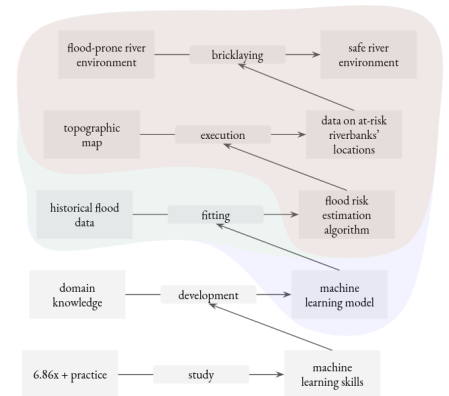 flood-prone river
environment
bricklaying
safe river
environment
topographic
map
execution
data on at-risk
riverbanks'
locations
historical flood
data
fitting
flood risk
estimation
algorithm
domain
knowledge
development
machine
learning model
6.86x + practice
study
machine
learning skills